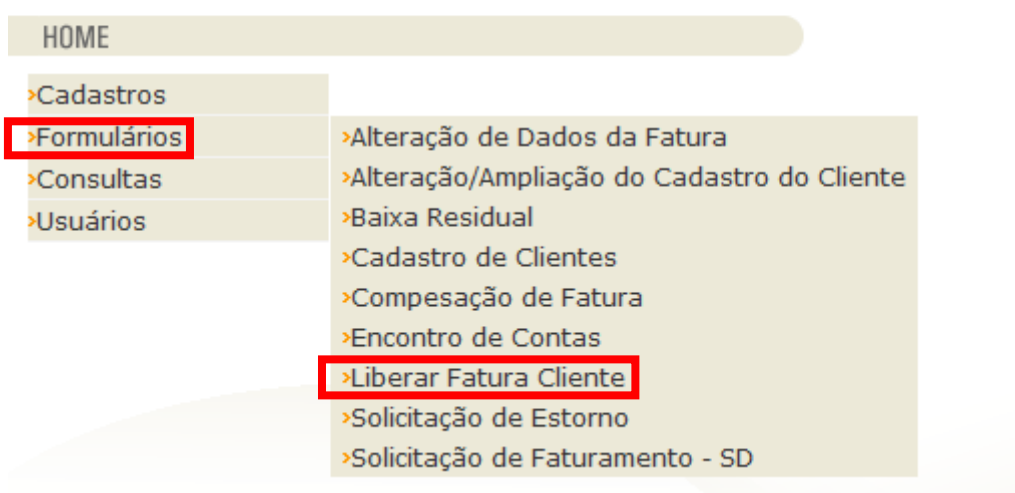 HOME
›Cadastros
›Formulários
›Consultas
›Usuários
›Alteração de Dados da Fatura
›Alteração/Ampliação do Cadastro do Cliente
›Baixa Residual
›Cadastro de Clientes
›Compesação de Fatura
›Encontro de Contas
›Liberar Fatura Cliente
›Solicitação de Estorno
›Solicitação de Faturamento - SD